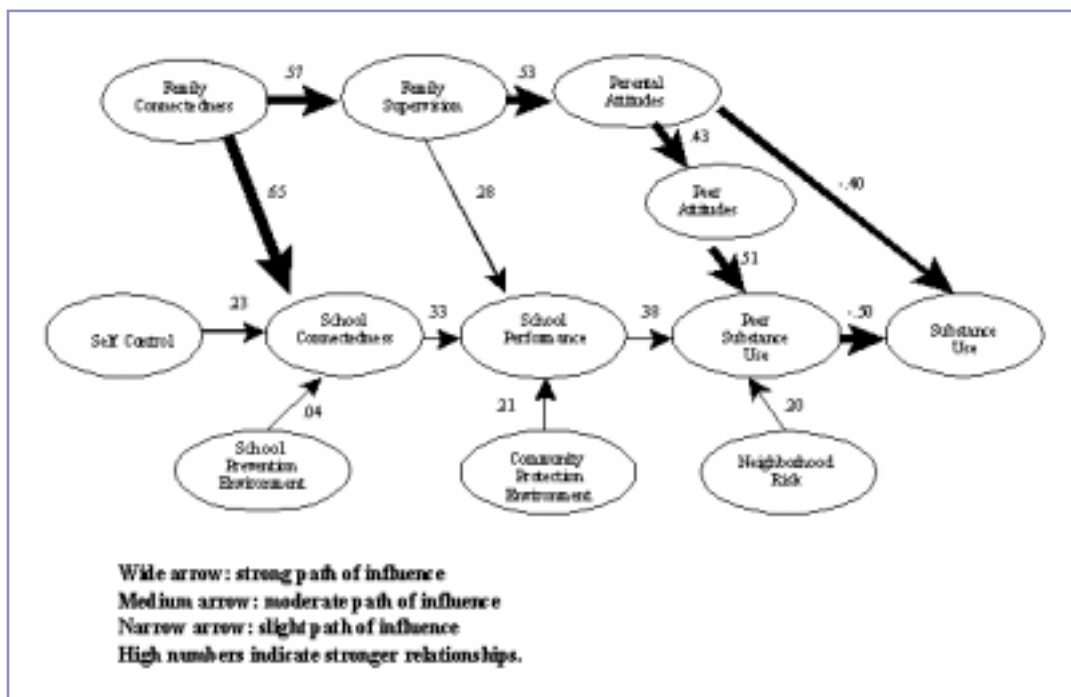 Family
Connectedness
.57
Family
Supervision
.53
Parental
Attitudes
.43
-.40
.65
.28
Peer
Attitudes
.51
Self Control
.23
School
Connectedness
.33
School
Performance
.38
Peer
Substance
Use
-.50
Substance
Use
.04
.21
.20
School
Prevention
Environment
Community
Protection
Environment
Neighborhood
Risk
Wide arrow: strong path of influence
Medium arrow: moderate path of influence
Narrow arrow: slight path of influence
High numbers indicate stronger relationships.